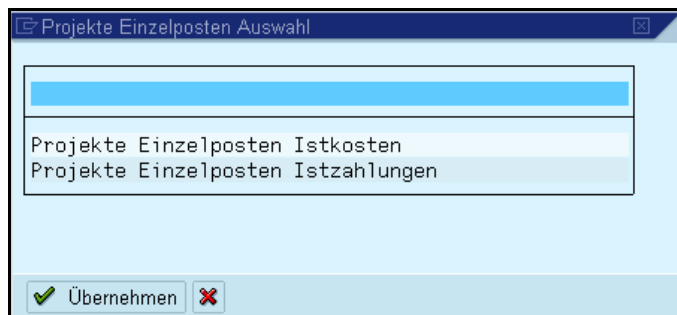 Projekte Einzelposten Auswahl
Projekte Einzelposten Istkosten
Projekte Einzelposten Istzahlungen
Übernehmen